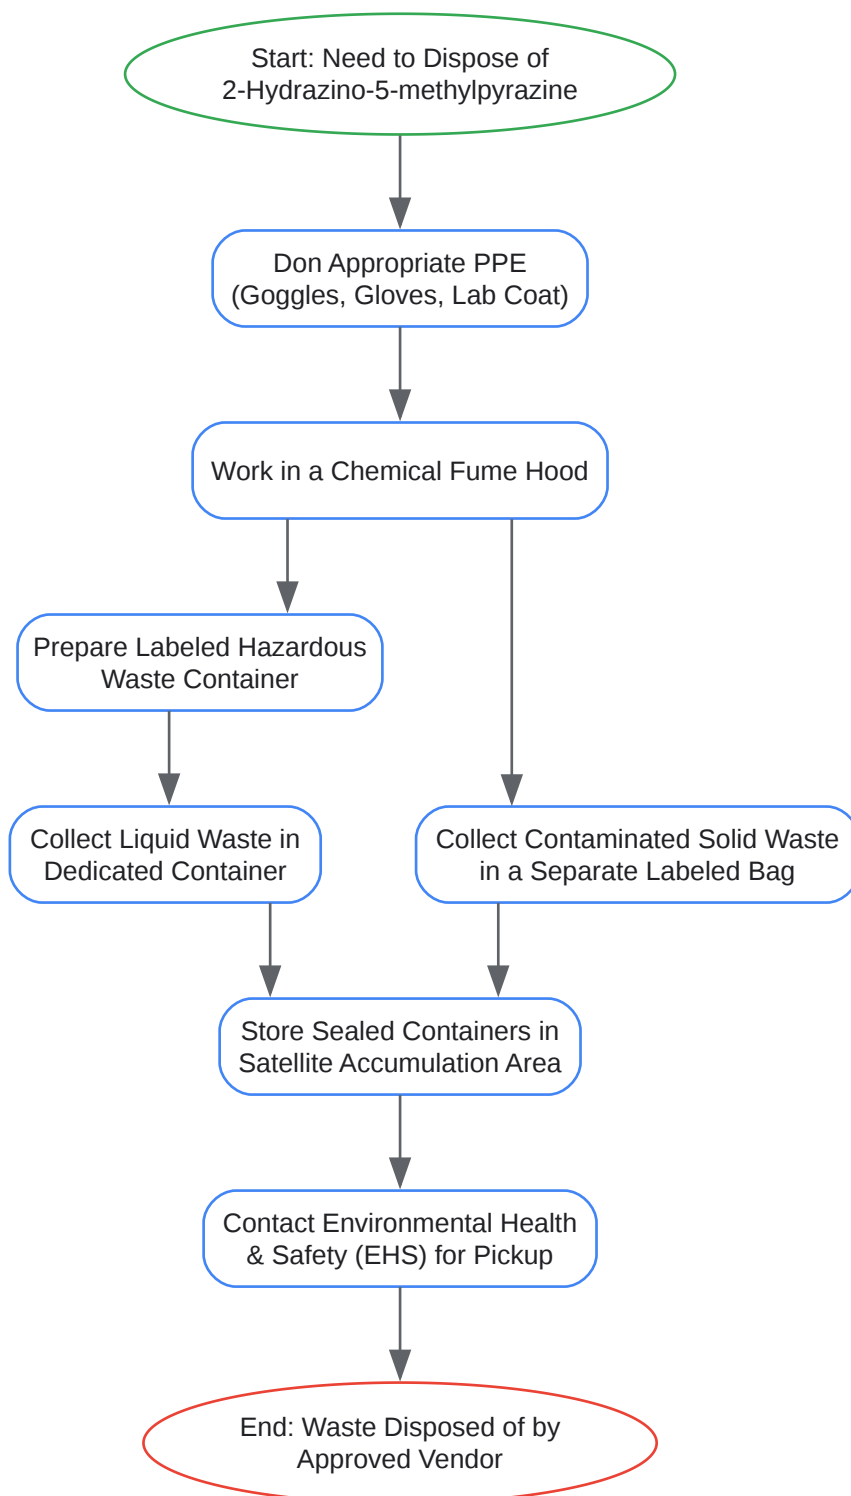 Start: Need to Dispose of
2-Hydrazino-5-methylpyrazine
Don Appropriate PPE
(Goggles, Gloves, Lab Coat)
Work in a Chemical Fume Hood
Prepare Labeled Hazardous
Waste Container
Collect Liquid Waste in
Dedicated Container
Collect Contaminated Solid Waste
in a Separate Labeled Bag
Store Sealed Containers in
Satellite Accumulation Area
Contact Environmental Health
& Safety (EHS) for Pickup
End: Waste Disposed of by
Approved Vendor